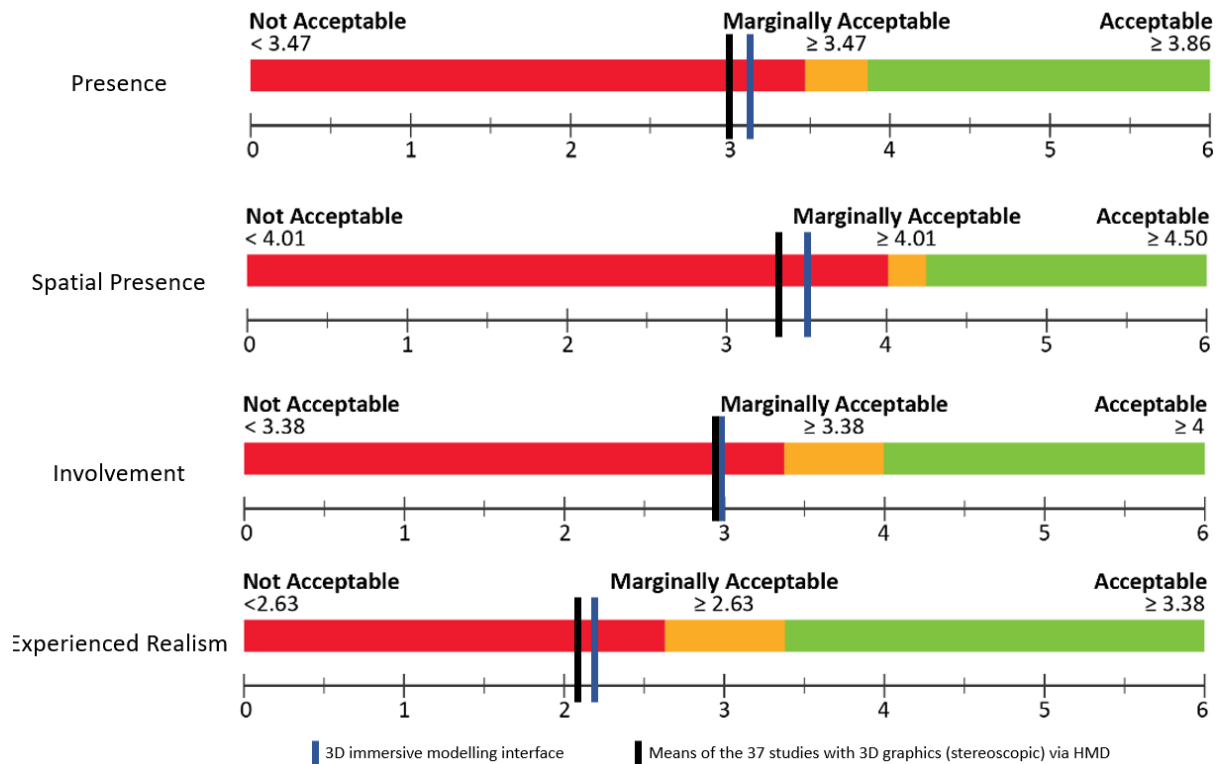 Not Acceptable Marginally Acceptable Acceptable
< 3.47 ≥ 3.47 ≥ 3.86
Presence
0 1 2 3 4 5 6
Not Acceptable Marginally Acceptable Acceptable
< 4.01 ≥ 4.01 ≥ 4.50
Spatial Presence
0 1 2 3 4 5 6
Not Acceptable Marginally Acceptable Acceptable
< 3.38 ≥ 3.38 ≥ 4
Involvement
0 1 2 3 4 5 6
Not Acceptable Marginally Acceptable Acceptable
<2.63 ≥ 2.63 ≥ 3.38
Experienced Realism
0 1 2 3 4 5 6
3D immersive modelling interface Means of the 37 studies with 3D graphics (stereoscopic) via HMD